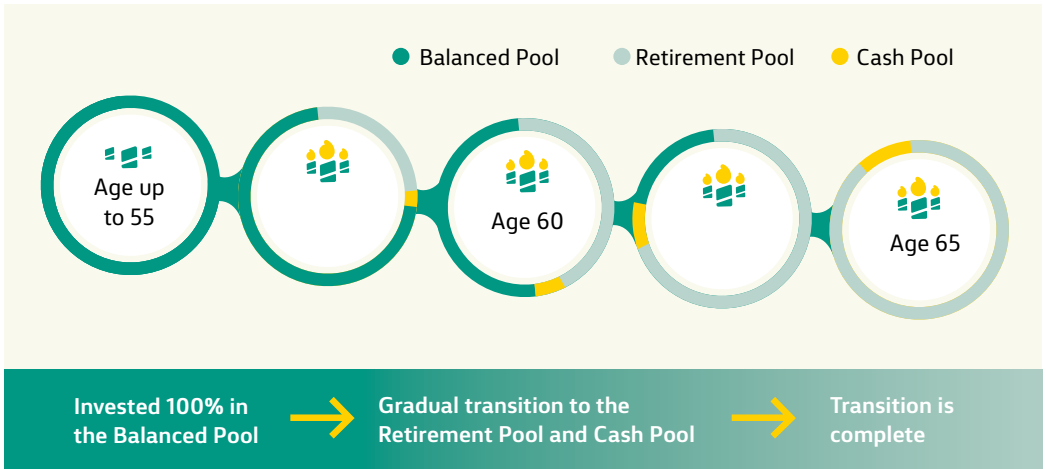 Balanced Pool
Retirement Pool
Cash Pool
Age up
to 55
Age 60
Age 65
Invested 100% in
the Balanced Pool
Gradual transition to the
Retirement Pool and Cash Pool
Transition is
complete